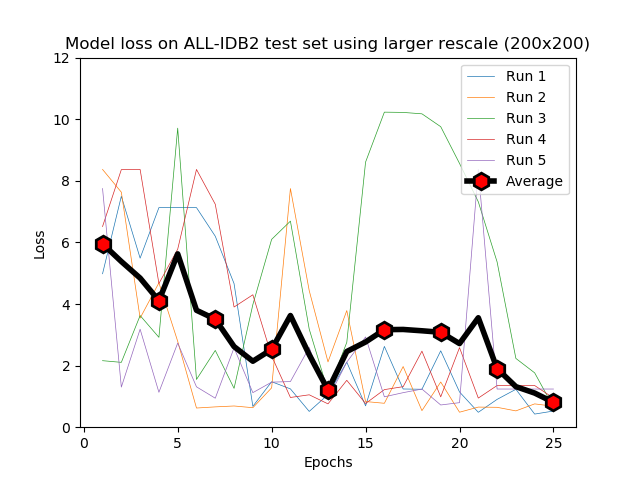 Model loss on ALL-IDB2 test set using larger rescale (200x200)
12
10
8
6
4
2
0
Loss
0 5 10 15 20 25
Epochs
Run 1
Run 2
Run 3
Run 4
Run 5
Average